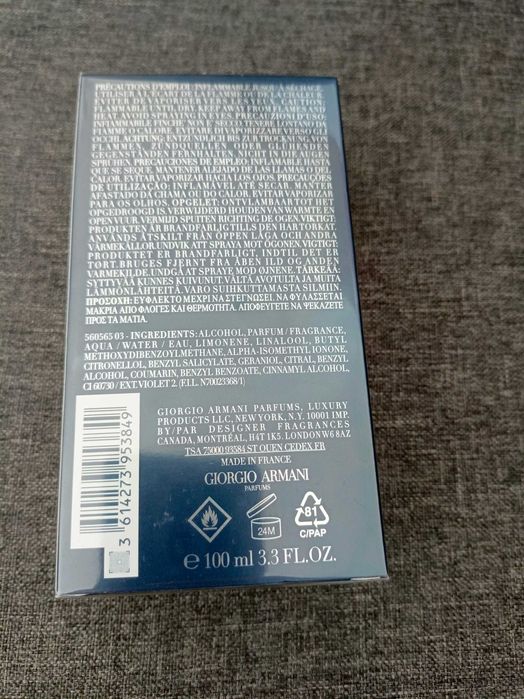 PRÉCAUTIONS D'EMPLOI: INFLAMMABLE JUSQU'À SÉCHAGE.
UTILISER À L'ÉCART DE LA FLAMME OU DE LA CHALEUR.
ÉVITER DE VAPORISER VERS LES YEUX. CAUTION:
FLAMMABLE UNTIL DRY. KEEP AWAY FROM FLAME AND
HEAT. AVOID SPRAYING IN EYES. PRECAUZIONI D'USO:
INFIAMMABILE FINCHÉ NON È SECCO. TENERE LONTANO DA
FIAMME O CALORE. EVITARE DI VAPORIZZARE VERSO GLI
OCCHI. ACHTUNG: ENTZÜNDLICH BIS ZUR TROCKNUNG. VON
FLAMMEN, ZÜNDQUELLEN ODER GLÜHENDEN
GEGENSTÄNDEN FERNHALTEN. NICHT IN DIE AUGEN
SPRÜHEN. PRECAUCIONES DE EMPLEO: INFLAMABLE HASTA
QUE SE SEQUE. MANTENER ALEJADO DE LAS LLAMAS O DEL
CALOR. EVITAR VAPORIZAR HACIA LOS OJOS. PRECAUÇÕES
DE UTILIZAÇÃO: INFLAMÁVEL ATÉ SECAR. MANTER
AFASTADO DA CHAMA OU DO CALOR. EVITAR VAPORIZAR
PARA OS OLHOS. OPGELET: ONTVLAMBAAR TOT HET
OPGEDROOGD IS. VERWIJDERD HOUDEN VAN WARMTE EN
OPEN VUUR. VERMIJD SPUITEN RICHTING DE OGEN. VIKTIGT:
PRODUKTEN ÄR BRANDFARLIG TILLS DEN HAR TORKAT.
ANVÄNDS ÅTSKILT FRÅN ÖPPEN LÅGA OCH ANDRA
VÄRMEKÄLLOR. UNDVIK ATT SPRAYA MOT ÖGONEN. VIGTIGT:
PRODUKTET ER BRANDFARLIGT, INDTIL DET ER
TØRT. BRUGES FJERNT FRA ÅBEN ILD OG ANDEN
VARMEKILDE. UNDGÅ AT SPRAYE MOD ØJNENE. TÄRKEÄÄ:
SYTTYVÄÄ KUNNES KUIVUNUT. VÄLTÄ AVOTULTA JA MUITA
LÄMMÖNLÄHTEITÄ. VARO SUIHKUTTAMASTA SILMIIN.
ΠΡΟΣΟΧΗ: ΕΥΦΛΕΚΤΟ ΜΕΧΡΙ ΝΑ ΣΤΕΓΝΩΣΕΙ. ΝΑ ΦΥΛΑΣΣΕΤΑΙ
ΜΑΚΡΙΑ ΑΠΟ ΦΛΟΓΕΣ ΚΑΙ ΘΕΡΜΟΤΗΤΑ. ΑΠΟΦΕΥΓΕΤΕ ΝΑ ΨΕΚΑΖΕΤΕ
ΠΡΟΣ ΤΑ ΜΑΤΙΑ.
560565 03 - INGREDIENTS: ALCOHOL, PARFUM / FRAGRANCE,
AQUA / WATER / EAU, LIMONENE, LINALOOL, BUTYL
METHOXYDIBENZOYLMETHANE, ALPHA-ISOMETHYL IONONE,
CITRONELLOL, BENZYL SALICYLATE, GERANIOL, CITRAL, BENZYL
ALCOHOL, COUMARIN, BENZYL BENZOATE, CINNAMYL ALCOHOL,
CI 60730 / EXT. VIOLET 2. (F.I.L. N70023368/1)
GIORGIO ARMANI PARFUMS, LUXURY
PRODUCTS LLC, NEW YORK, N.Y. 10001 IMP.
BY/PAR DESIGNER FRAGRANCES
CANADA, MONTRÉAL, H4T 1K5. LONDON W6 8AZ
TSA 75000 93584 ST OUEN CEDEX, FR
MADE IN FRANCE
GIORGIO ARMANI
PARFUMS
3 614273 953849
24M
81
C/PAP
℮ 100 ml 3.3 FL.OZ.